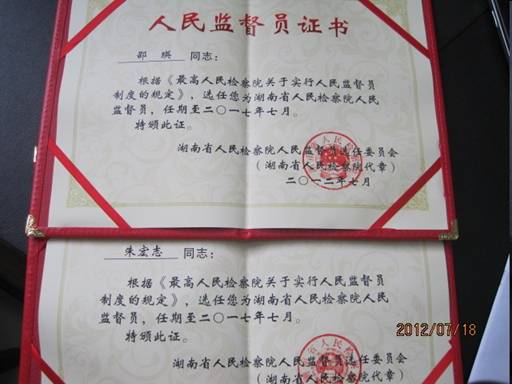 人民监督员证书
邵 瑛 同志：
根据《最高人民检察院关于实行人民监督员
制度的规定》，选任您为湖南省人民检察院人民
监督员，任期至二〇一七年七月。
特颁此证。
湖南省人民检察院人民监督员选任委员会
（湖南省人民检察院代章）
二〇一二年七月
朱宏志 同志：
根据《最高人民检察院关于实行人民监督员
制度的规定》，选任您为湖南省人民检察院人民
监督员，任期至二〇一七年七月。
特颁此证。
湖南省人民检察院人民监督员选任委员会
（湖南省人民检察院代章）
2012/07/18